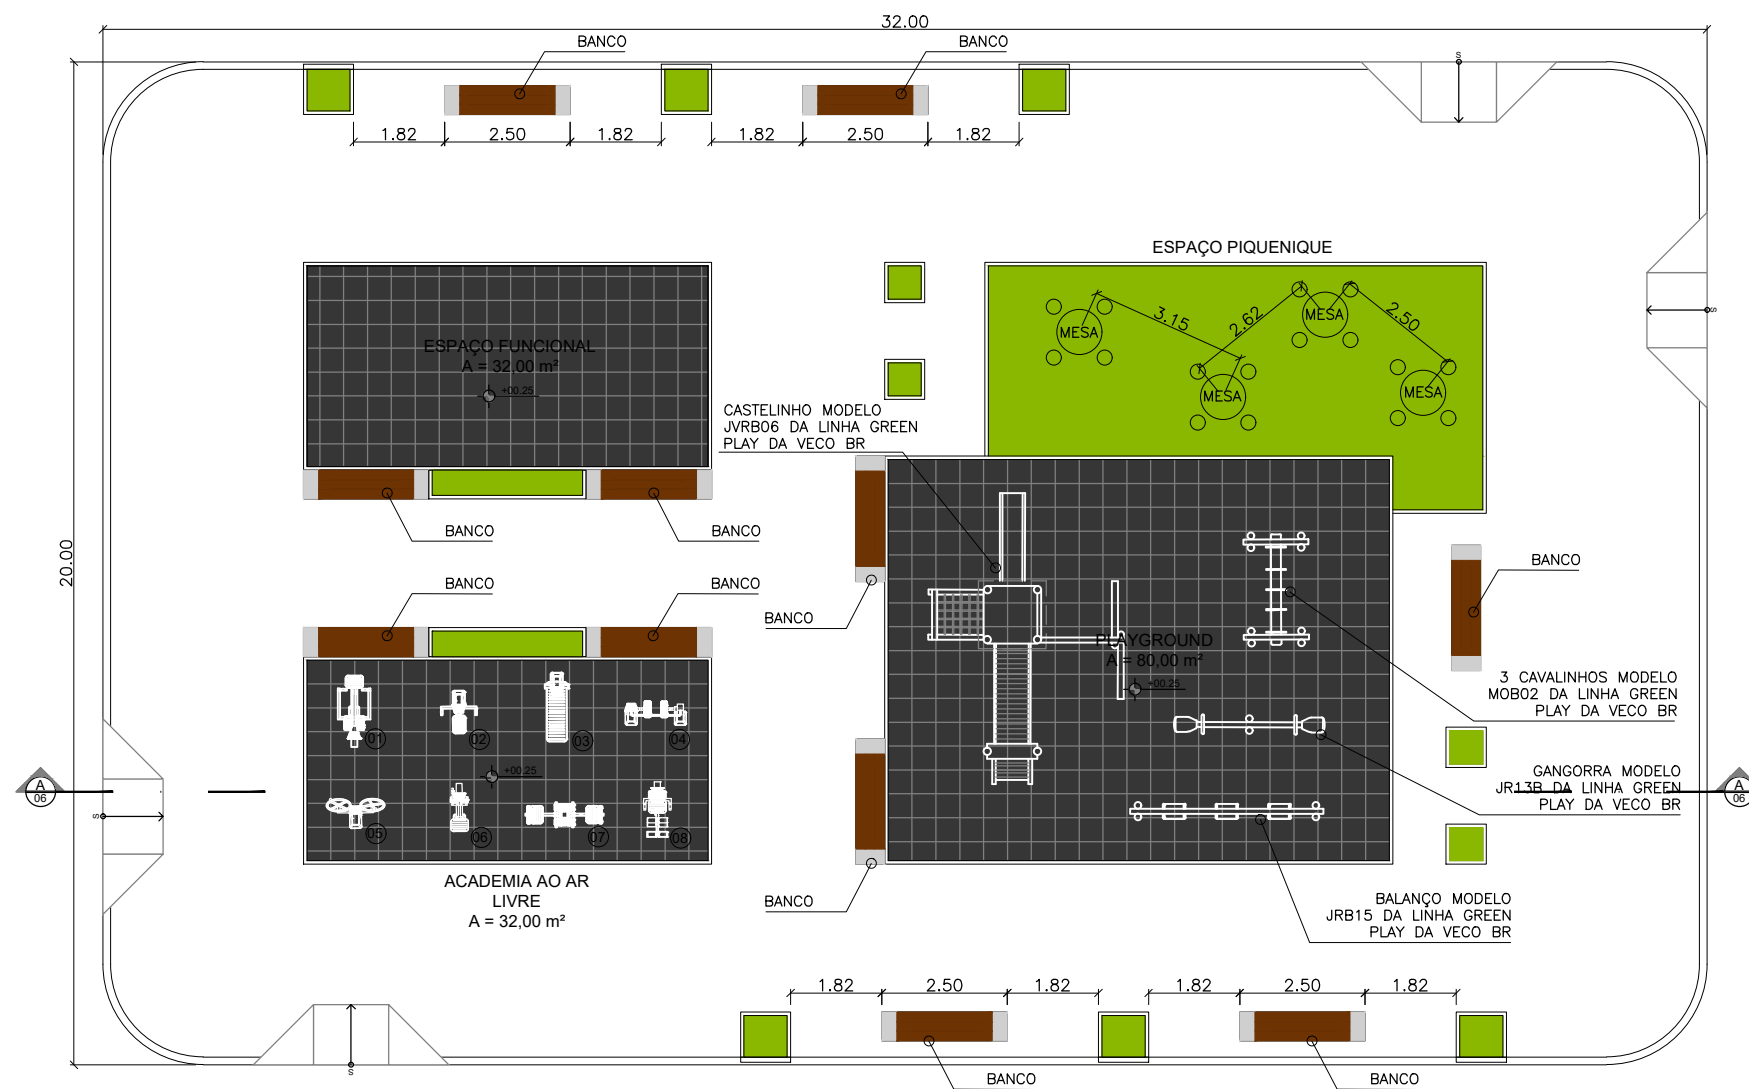 32.00
BANCO
BANCO
S
1.82
2.50
1.82
1.82
2.50
1.82
ESPAÇO PIQUENIQUE
S
MESA
MESA
MESA
MESA
3.15
2.62
2.50
ESPAÇO FUNCIONAL
A = 32,00 m²
+00.25
CASTELINHO MODELO
JVRB06 DA LINHA GREEN
PLAY DA VECO BR
BANCO
BANCO
20.00
BANCO
BANCO
BANCO
BANCO
PLAYGROUND
A = 80,00 m²
+00.25
3 CAVALINHOS MODELO
MOB02 DA LINHA GREEN
PLAY DA VECO BR
01
02
03
04
+00.25
05
06
07
08
A
06
S
GANGORRA MODELO
JR13B DA LINHA GREEN
PLAY DA VECO BR
A
06
ACADEMIA AO AR
LIVRE
A = 32,00 m²
BANCO
BALANÇO MODELO
JRB15 DA LINHA GREEN
PLAY DA VECO BR
1.82
2.50
1.82
1.82
2.50
1.82
S
BANCO
BANCO